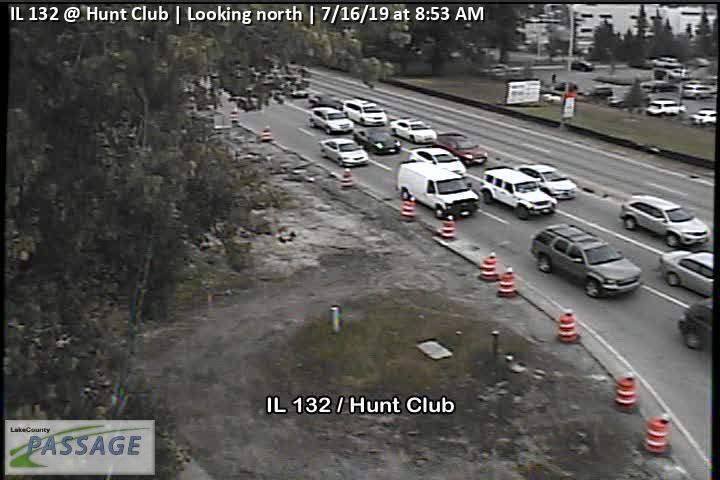 IL 132 @ Hunt Club | Looking north | 7/16/19 at 8:53 AM
IL 132 / Hunt Club
LakeCounty
PASSAGE